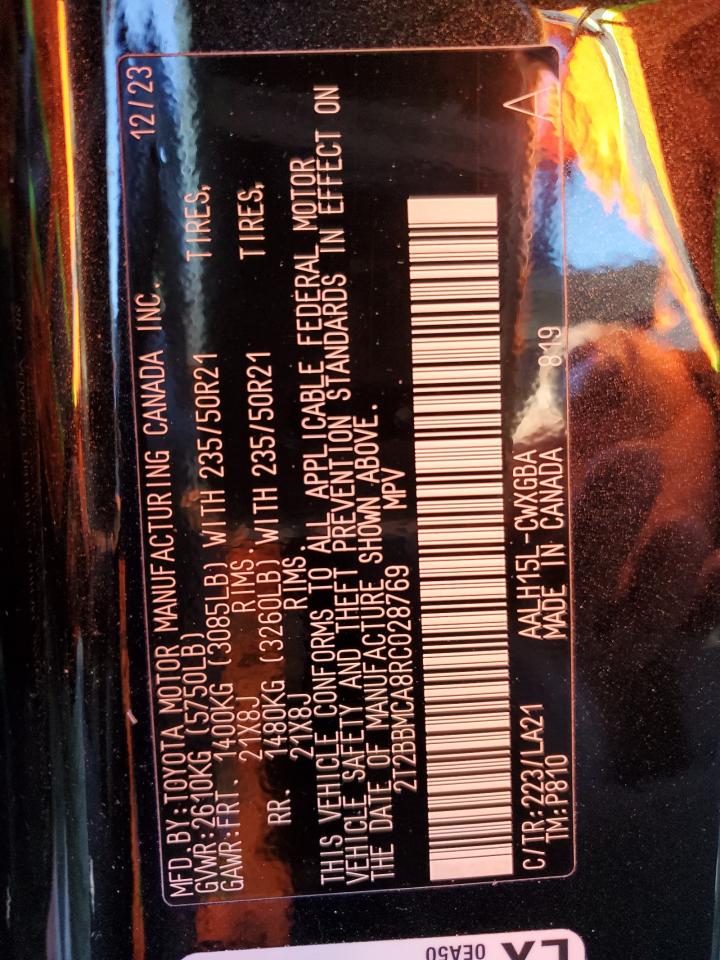 MFD.BY:TOYOTA MOTOR MANUFACTURING CANADA INC. 12/23
GVWR:2610KG (5750LB)
GAWR:FRT. 1400KG (3085LB) WITH 235/50R21 TIRES,
21X8J RIMS.
RR. 1480KG (3260LB) WITH 235/50R21 TIRES,
21X8J RIMS.
THIS VEHICLE CONFORMS TO ALL APPLICABLE FEDERAL MOTOR
VEHICLE SAFETY AND THEFT PREVENTION STANDARDS IN EFFECT ON
THE DATE OF MANUFACTURE SHOWN ABOVE.
2T2BBMCA8RC028769 MPV
C/TR:223/LA21 AALH15L-CWXGBA
TM:P810 MADE IN CANADA 819
0EA50